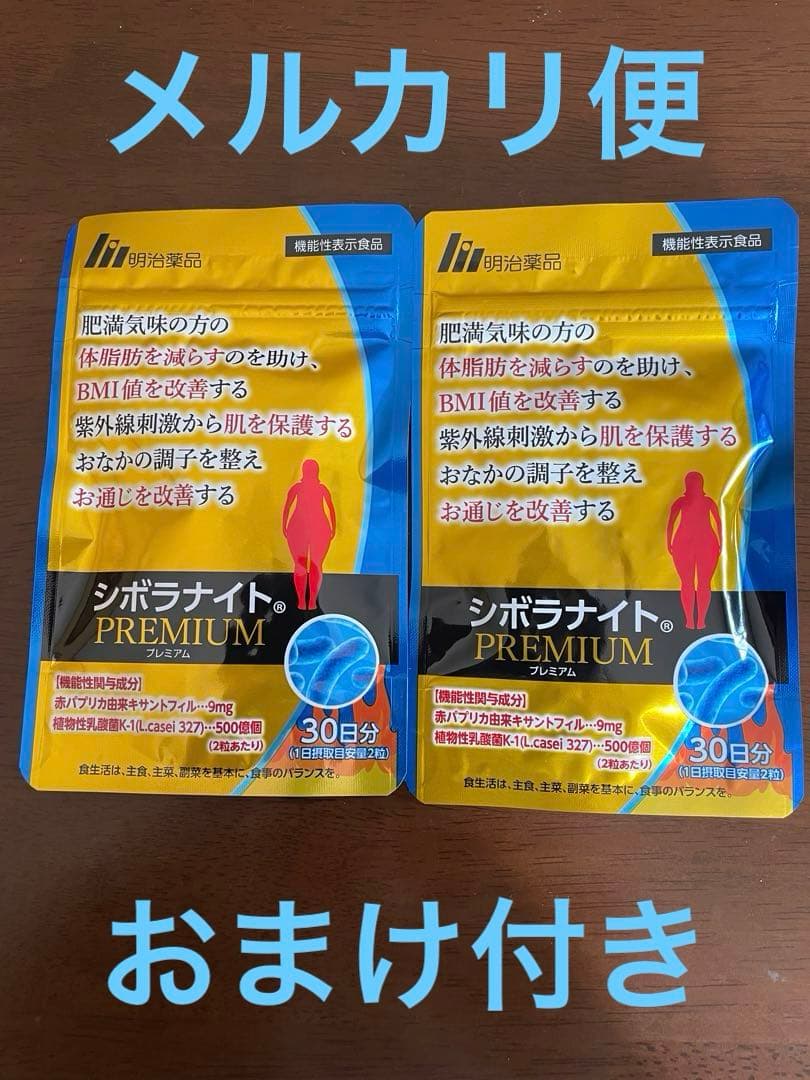 メルカリ便
明治薬品
機能性表示食品
肥満気味の方の
体脂肪を減らすのを助け、
BMI値を改善する
紫外線刺激から肌を保護する
おなかの調子を整え
お通じを改善する
シボラナイト®
PREMIUM
プレミアム
【機能性関与成分】
赤パプリカ由来キサントフィル…9mg
植物性乳酸菌K-1(L.casei 327)…500億個
(2粒あたり)
30日分
(1日摂取目安量2粒)
食生活は、主食、主菜、副菜を基本に、食事のバランスを。
明治薬品
機能性表示食品
肥満気味の方の
体脂肪を減らすのを助け、
BMI値を改善する
紫外線刺激から肌を保護する
おなかの調子を整え
お通じを改善する
シボラナイト®
PREMIUM
プレミアム
【機能性関与成分】
赤パプリカ由来キサントフィル…9mg
植物性乳酸菌K-1(L.casei 327)…500億個
(2粒あたり)
30日分
(1日摂取目安量2粒)
食生活は、主食、主菜、副菜を基本に、食事のバランスを。
おまけ付き